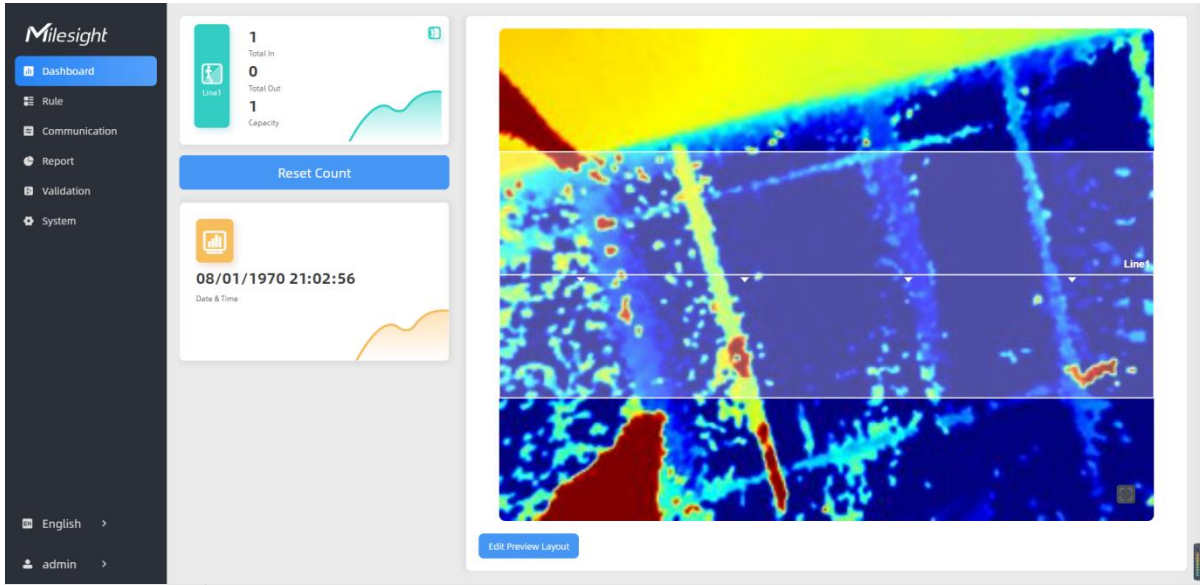 Milesight
Dashboard
Rule
Communication
Report
Validation
System
EN English >
admin >
Line1
1
Total In
0
Total Out
1
Capacity
Reset Count
08/01/1970 21:02:56
Date & Time
Line1
Edit Preview Layout